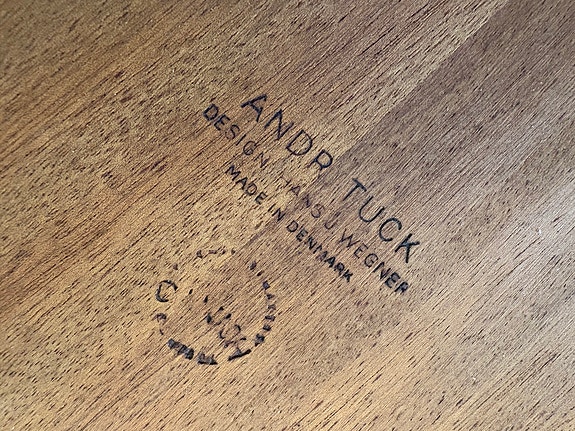 ANDR TUCK
DESIGN HANS J WEGNER
MADE IN DENMARK